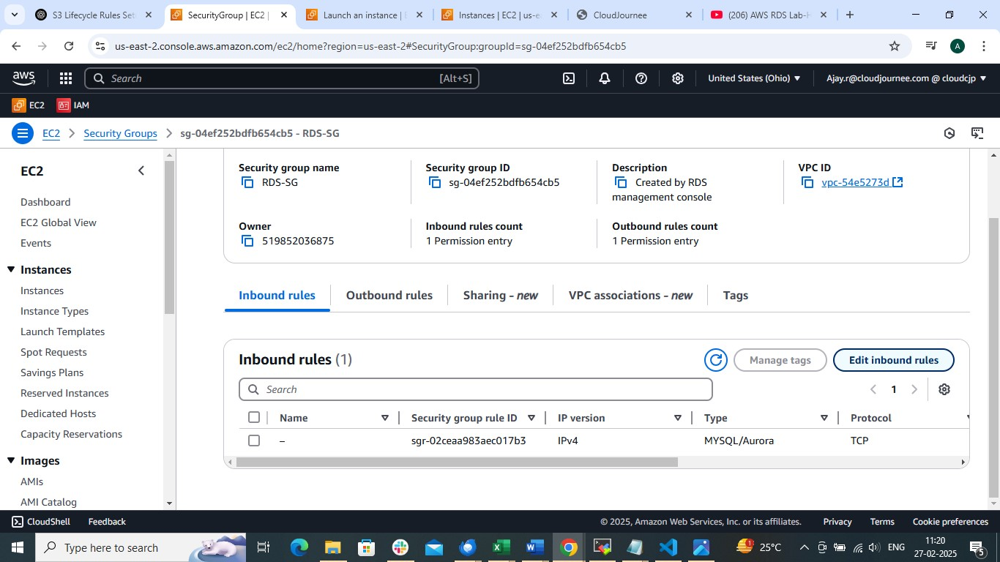 S3 Lifecycle Rules Set
SecurityGroup | EC2 |
Launch an instance |
Instances | EC2 | us-e
CloudJournee
(206) AWS RDS Lab-H
us-east-2.console.aws.amazon.com/ec2/home?region=us-east-2#SecurityGroup:groupId=sg-04ef252bdfb654cb5
A
aws
Search
[Alt+S]
United States (Ohio)
Ajay.r@cloudjournee.com @ cloudcjp
EC2
IAM
EC2
Security Groups
sg-04ef252bdfb654cb5 - RDS-SG
EC2
Dashboard
EC2 Global View
Events
Instances
Instances
Instance Types
Launch Templates
Spot Requests
Savings Plans
Reserved Instances
Dedicated Hosts
Capacity Reservations
Images
AMIs
AMI Catalog
Security group name
RDS-SG
Security group ID
sg-04ef252bdfb654cb5
Description
Created by RDS
management console
VPC ID
vpc-54e5273d
Owner
519852036875
Inbound rules count
1 Permission entry
Outbound rules count
1 Permission entry
Inbound rules
Outbound rules
Sharing - new
VPC associations - new
Tags
Inbound rules (1)
Manage tags
Edit inbound rules
Search
1
Name
Security group rule ID
IP version
Type
Protocol
–
sgr-02ceaa983aec017b3
IPv4
MYSQL/Aurora
TCP
CloudShell
Feedback
© 2025, Amazon Web Services, Inc. or its affiliates.
Privacy
Terms
Cookie preferences
Type here to search
1
25°C
ENG
11:20
27-02-2025
5